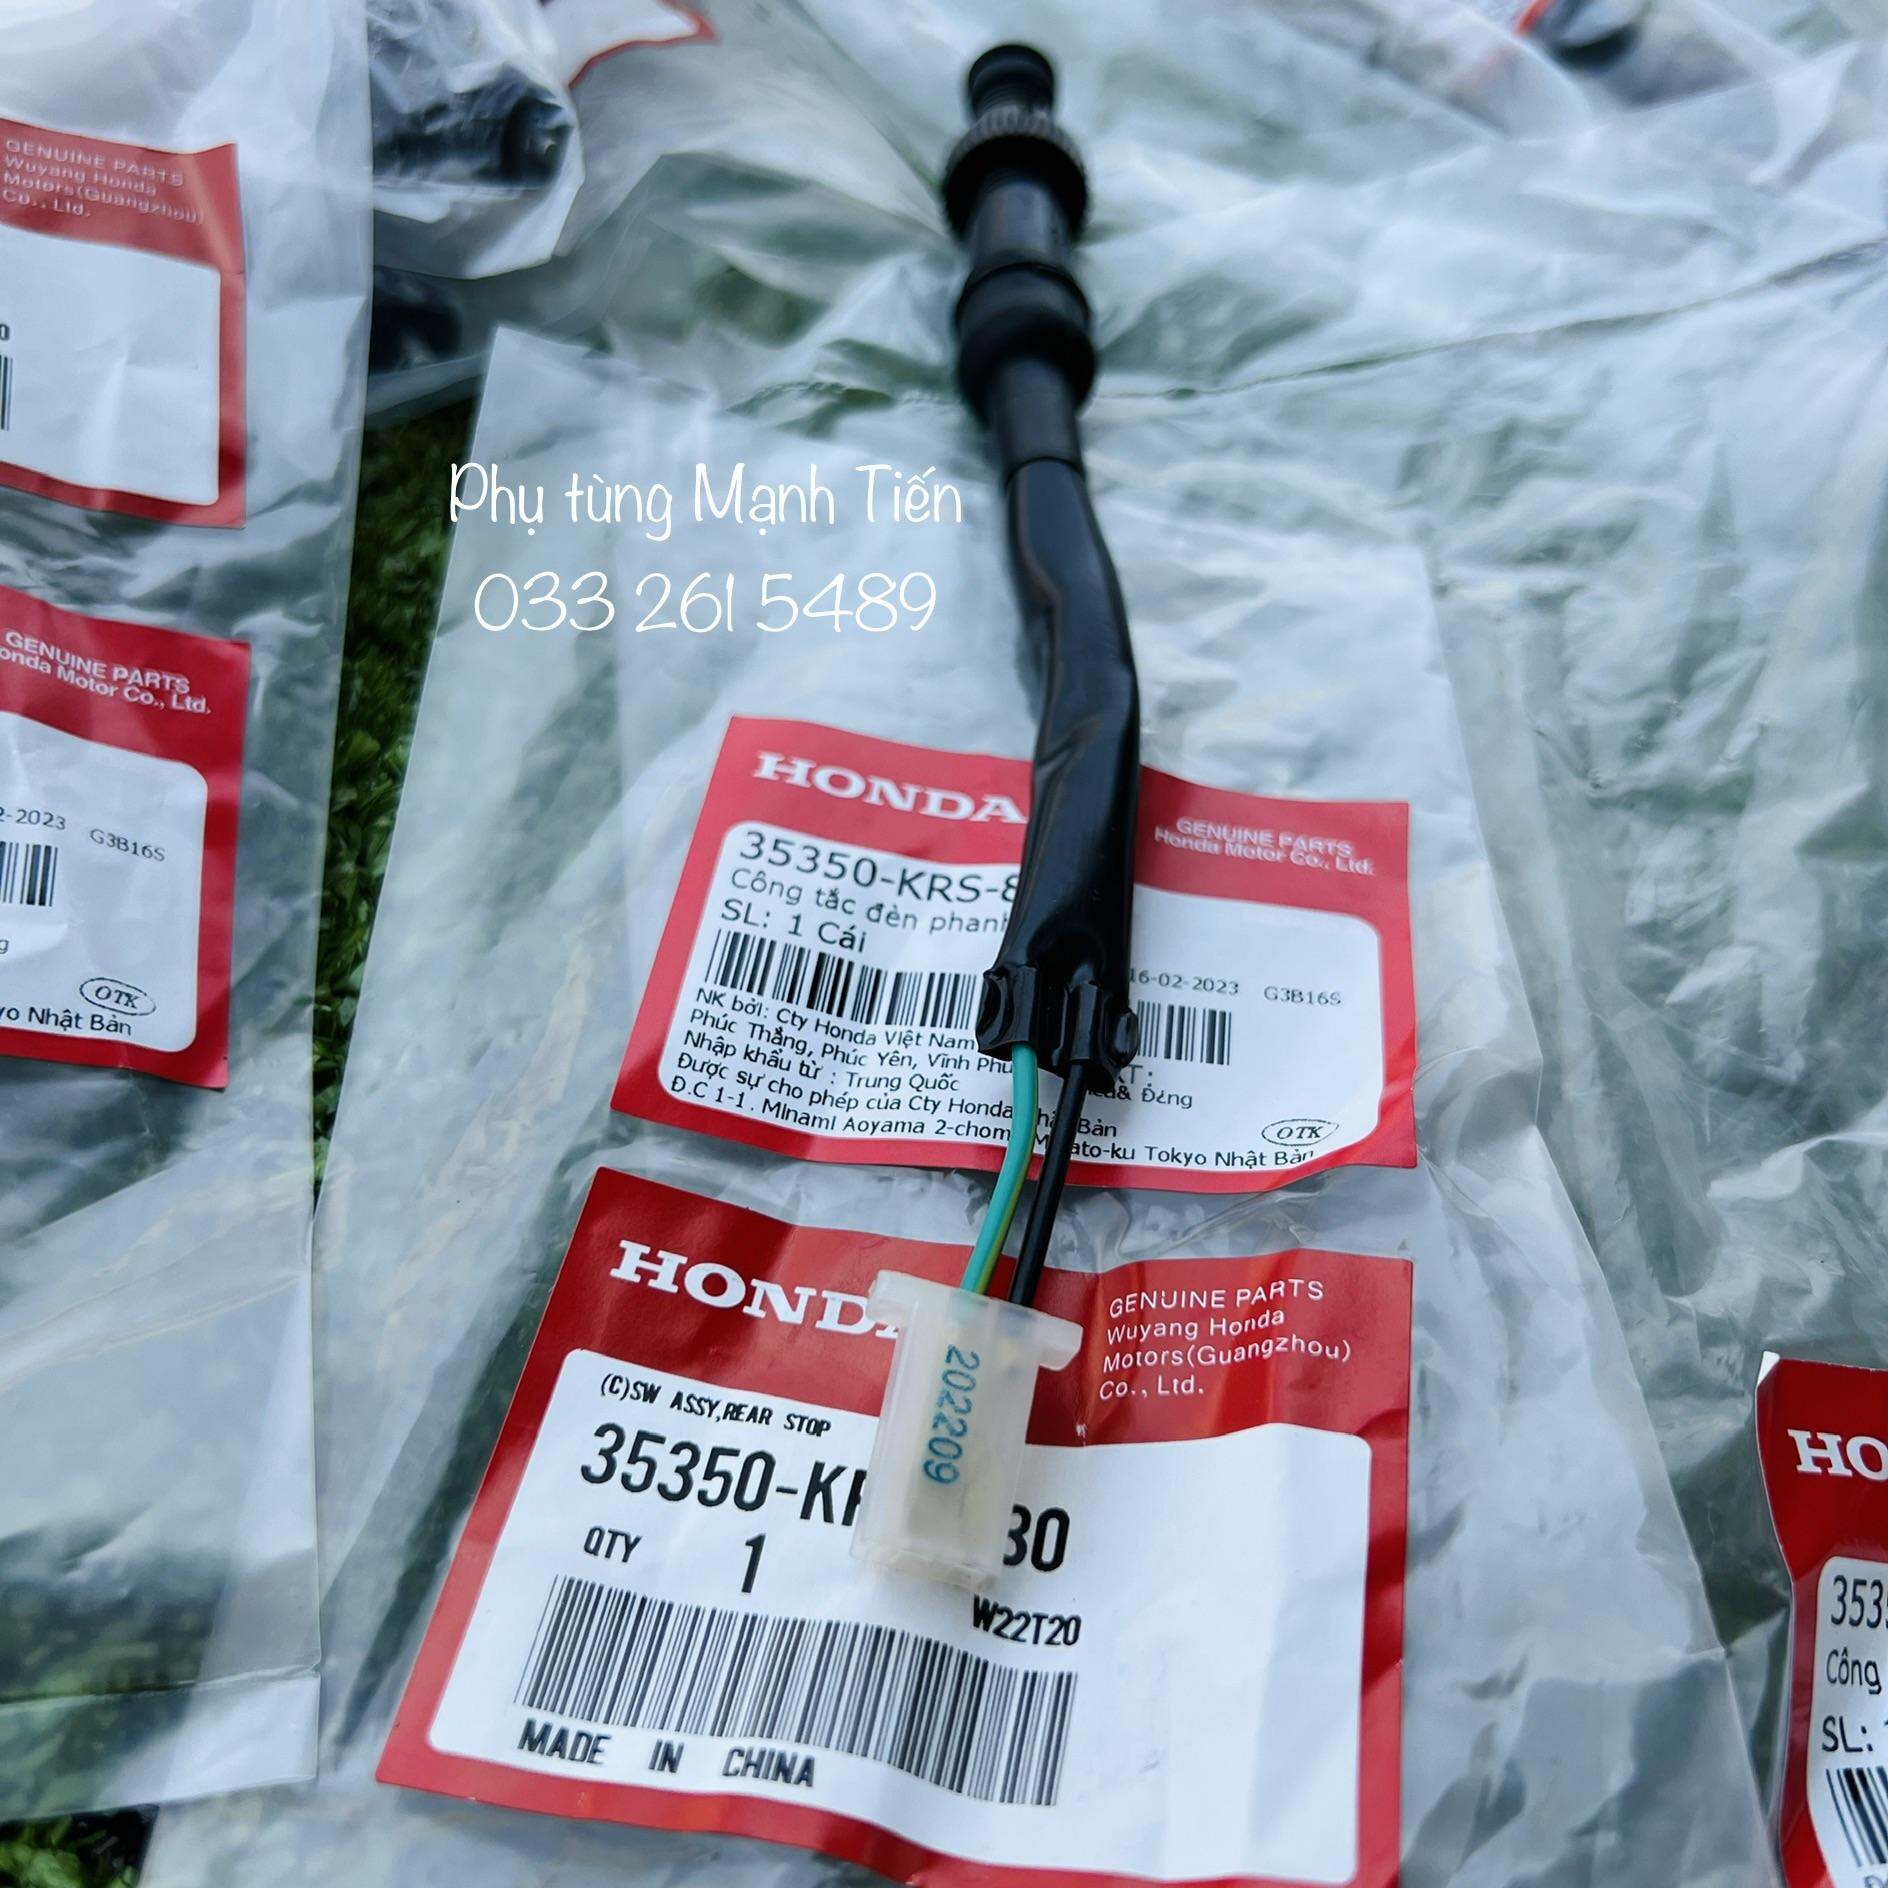 GENUINE PARTS
Wuyang Honda
Motors(Guangzhou)
Co., Ltd.
GENUINE PARTS
Honda Motor Co., Ltd.
2-2023 G3B16S
OTK
Nhật Bản
Phụ tùng Mạnh Tiến
033 261 5489
HONDA
GENUINE PARTS
Honda Motor Co., Ltd.
35350-KRS-8
Công tắc đèn phanh
SL: 1 Cái
16-02-2023 G3B16S
NK bởi: Cty Honda Việt Nam
Phúc Thắng, Phúc Yên, Vĩnh Phú
Nhập khẩu từ : Trung Quốc
Được sự cho phép của Cty Honda Bản
Đ.C 1-1 . Minami Aoyama 2-chom ato-ku Tokyo Nhật Bản
OTK
HONDA
GENUINE PARTS
Wuyang Honda
Motors(Guangzhou)
Co., Ltd.
(C)SW ASSY,REAR STOP
35350-K 30
QTY 1
W22T20
MADE IN CHINA
202209
HO
353
Công
SL: